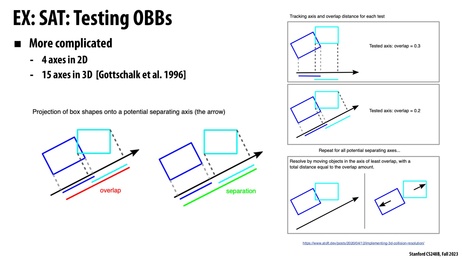 EX: SAT: Testing OBBs
More complicated
- 4 axes in 2D
- 15 axes in 3D [Gottschalk et al. 1996]
Projection of box shapes onto a potential separating axis (the arrow)
overlap
separation
Tracking axis and overlap distance for each test
Tested axis: overlap = 0.3
Tested axis: overlap = 0.2
Repeat for all potential separating axes...
Resolve by moving objects in the axis of least overlap, with a
total distance equal to the overlap amount.
Stanford CS248B, Fall 2023